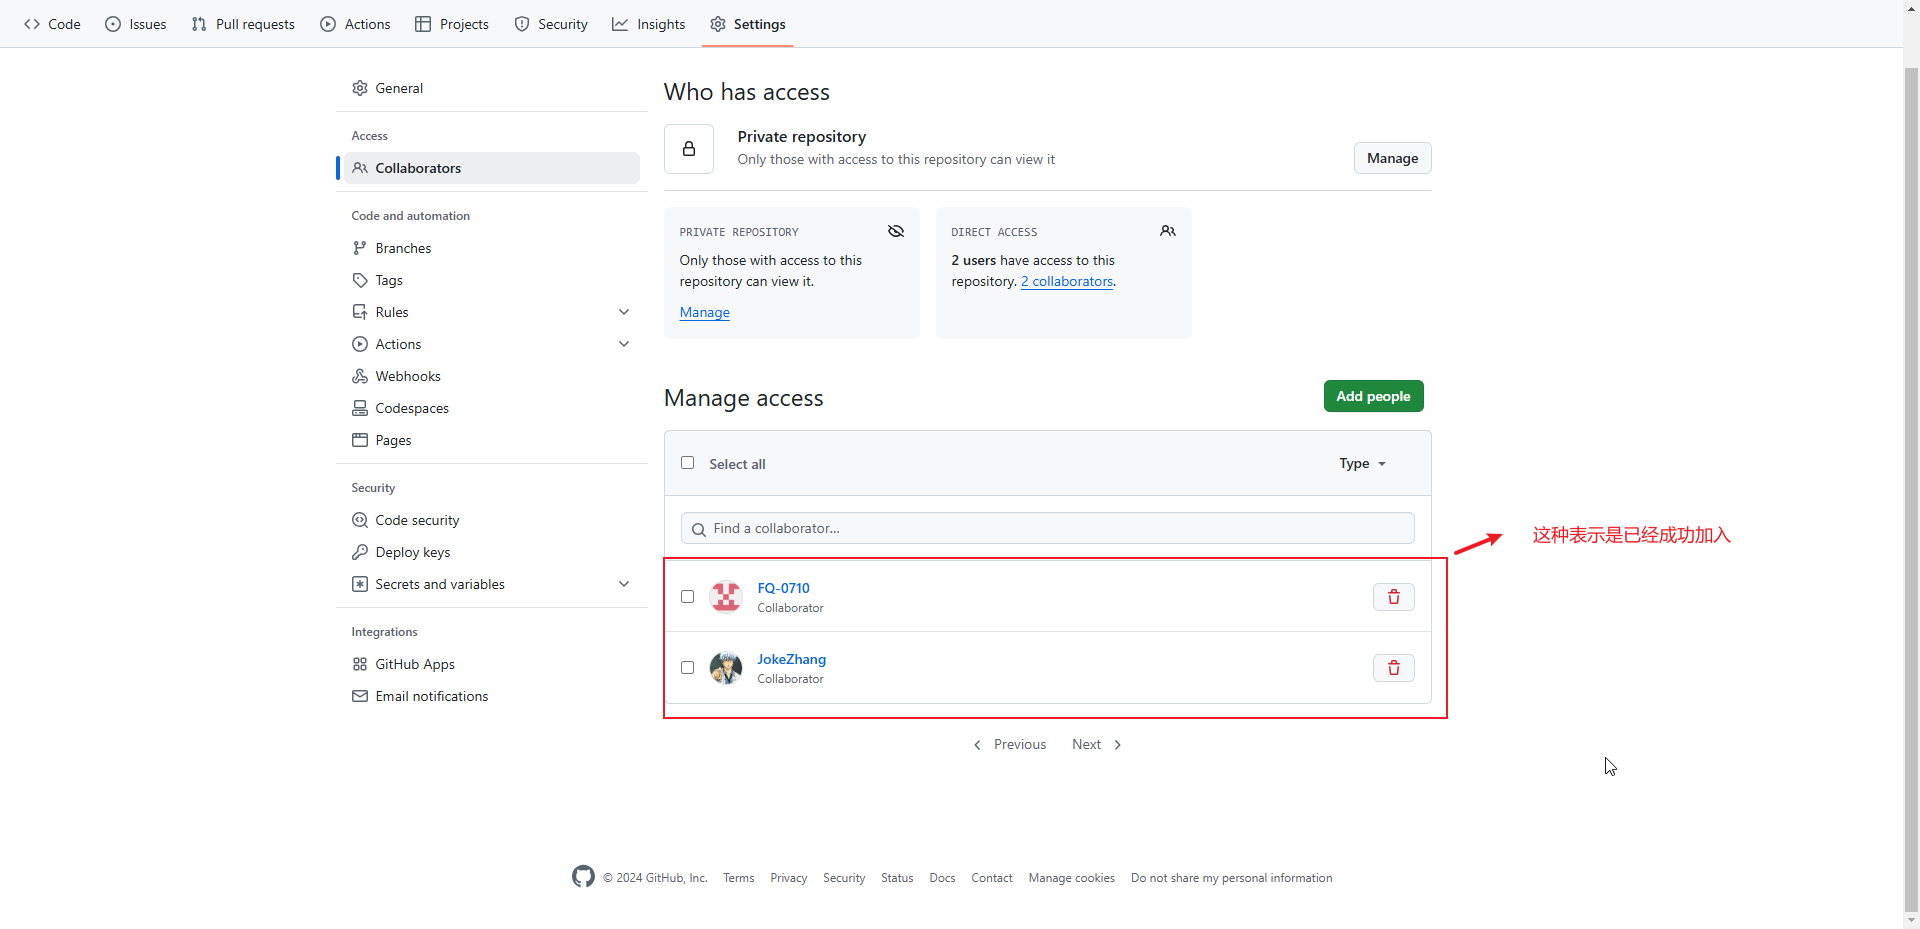 Code Issues Pull requests Actions Projects Security Insights Settings
General
Access
Collaborators
Code and automation
Branches
Tags
Rules
Actions
Webhooks
Codespaces
Pages
Security
Code security
Deploy keys
Secrets and variables
Integrations
GitHub Apps
Email notifications
Who has access
Private repository
Only those with access to this repository can view it
Manage
PRIVATE REPOSITORY
Only those with access to this
repository can view it.
Manage
DIRECT ACCESS
2 users have access to this
repository. 2 collaborators.
Manage access
Add people
Select all
Type
Find a collaborator...
FQ-0710
Collaborator
JokeZhang
Collaborator
这种表示是已经成功加入
Previous Next
© 2024 GitHub, Inc. Terms Privacy Security Status Docs Contact Manage cookies Do not share my personal information